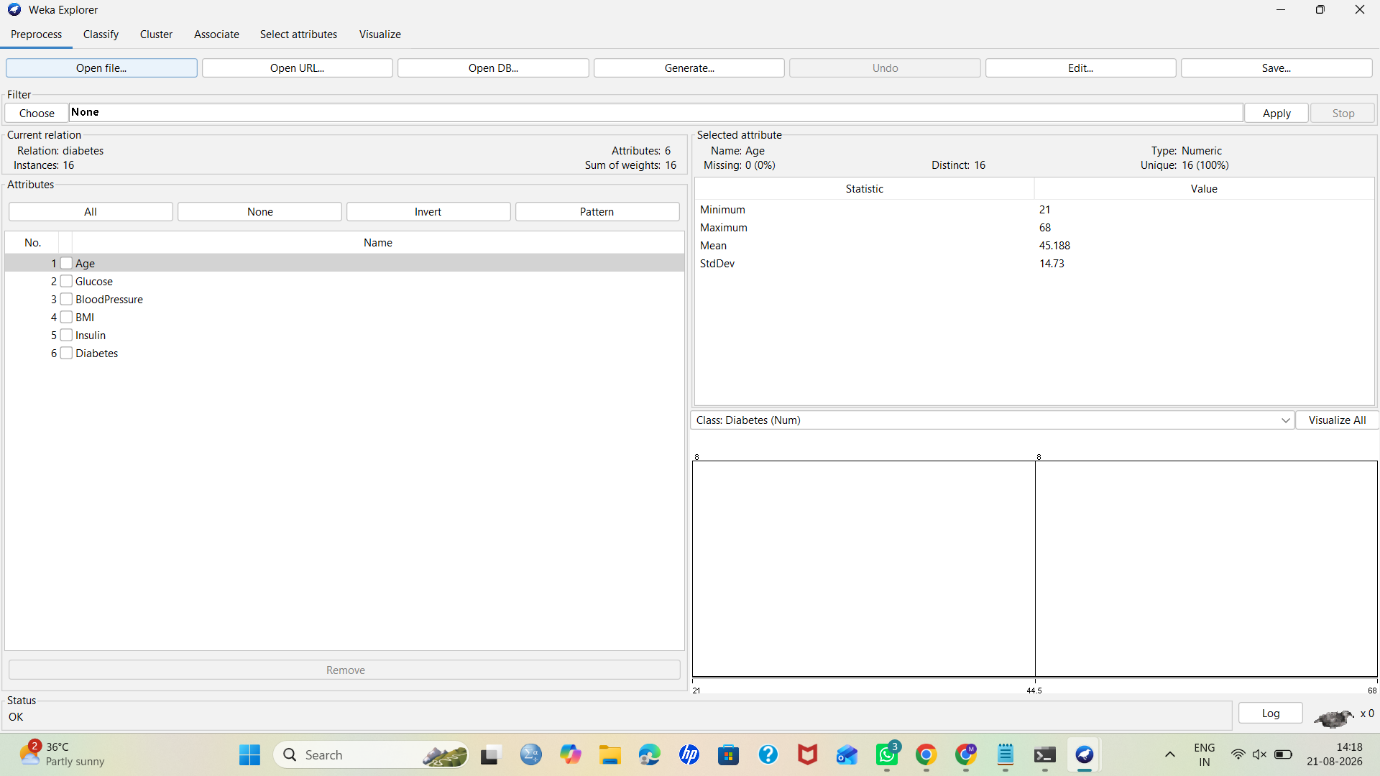 Weka Explorer
Preprocess Classify Cluster Associate Select attributes Visualize
Open file... Open URL... Open DB... Generate... Undo Edit... Save...
Filter
Choose None Apply Stop
Current relation
Relation: diabetes Attributes: 6
Instances: 16 Sum of weights: 16
Attributes
All None Invert Pattern
No. Name
1 Age
2 Glucose
3 BloodPressure
4 BMI
5 Insulin
6 Diabetes
Remove
Selected attribute
Name: Age Type: Numeric
Missing: 0 (0%) Distinct: 16 Unique: 16 (100%)
Statistic Value
Minimum 21
Maximum 68
Mean 45.188
StdDev 14.73
Class: Diabetes (Num) Visualize All
8 8
21 44.5 68
Status
OK Log x 0
2 36°C
Partly sunny
Search
hp
?
3
M
ENG
IN
14:18
21-08-2026